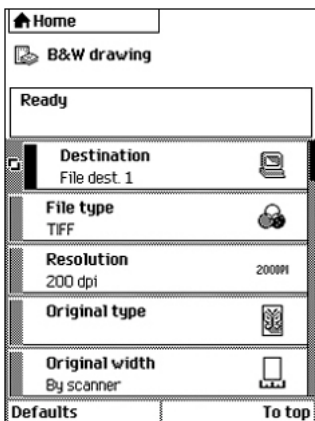 Home
B&W drawing
Ready
Destination
File dest. 1
File type
TIFF
Resolution
200 dpi
200DPI
Original type
Original width
By scanner
Defaults
To top